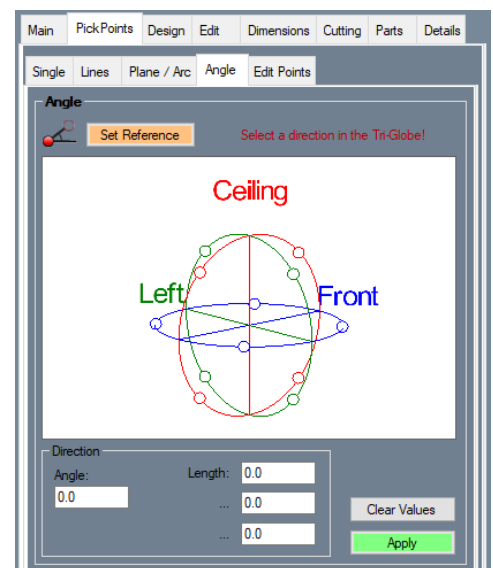 Main PickPoints Design Edit Dimensions Cutting Parts Details
Single Lines Plane / Arc Angle Edit Points
Angle
Set Reference Select a direction in the Tri-Globe!
Ceiling
Left Front
Direction
Angle: Length: 0.0
0.0 ... 0.0
Clear Values
... 0.0
Apply